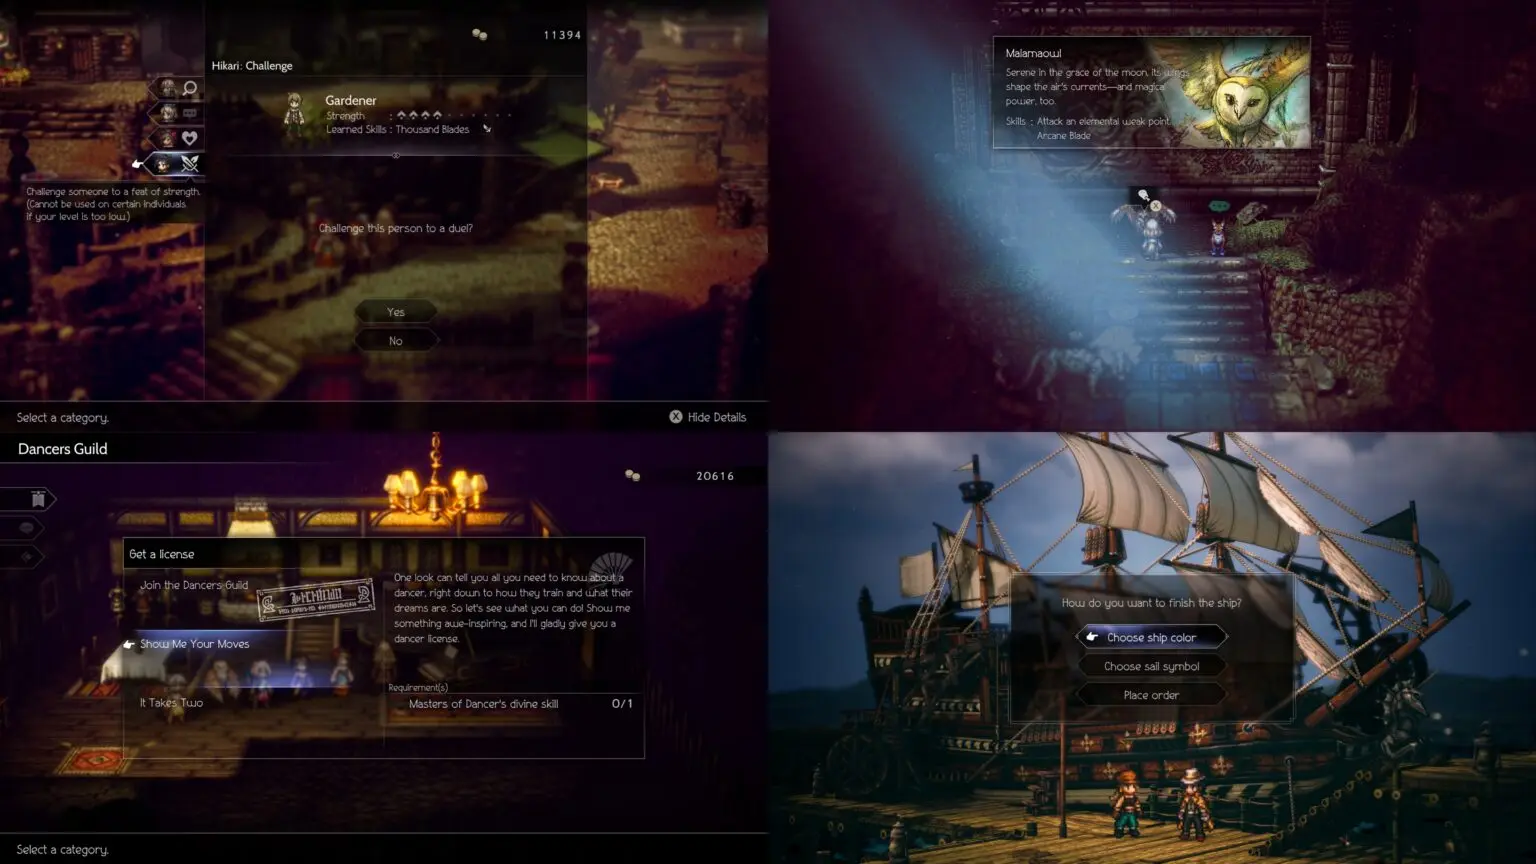 11394
Hikari: Challenge
Gardener
Strength :
Learned Skills : Thousand Blades
Challenge someone to a feat of strength.
(Cannot be used on certain individuals
if your level is too low.)
Challenge this person to a duel?
Yes
No
Select a category.
X Hide Details
Malamaowl
Serene in the grace of the moon, its wings
shape the air's currents—and magical
power, too.
Skills : Attack an elemental weak point.
Arcane Blade
X
Dancers Guild
20616
Get a license
Join the Dancers Guild
Show Me Your Moves
It Takes Two
One look can tell you all you need to know about a
dancer, right down to how they train and what their
dreams are. So let's see what you can do! Show me
something awe-inspiring, and I'll gladly give you a
dancer license.
Requirement(s)
Masters of Dancer's divine skill 0/1
Select a category.
How do you want to finish the ship?
Choose ship color
Choose sail symbol
Place order